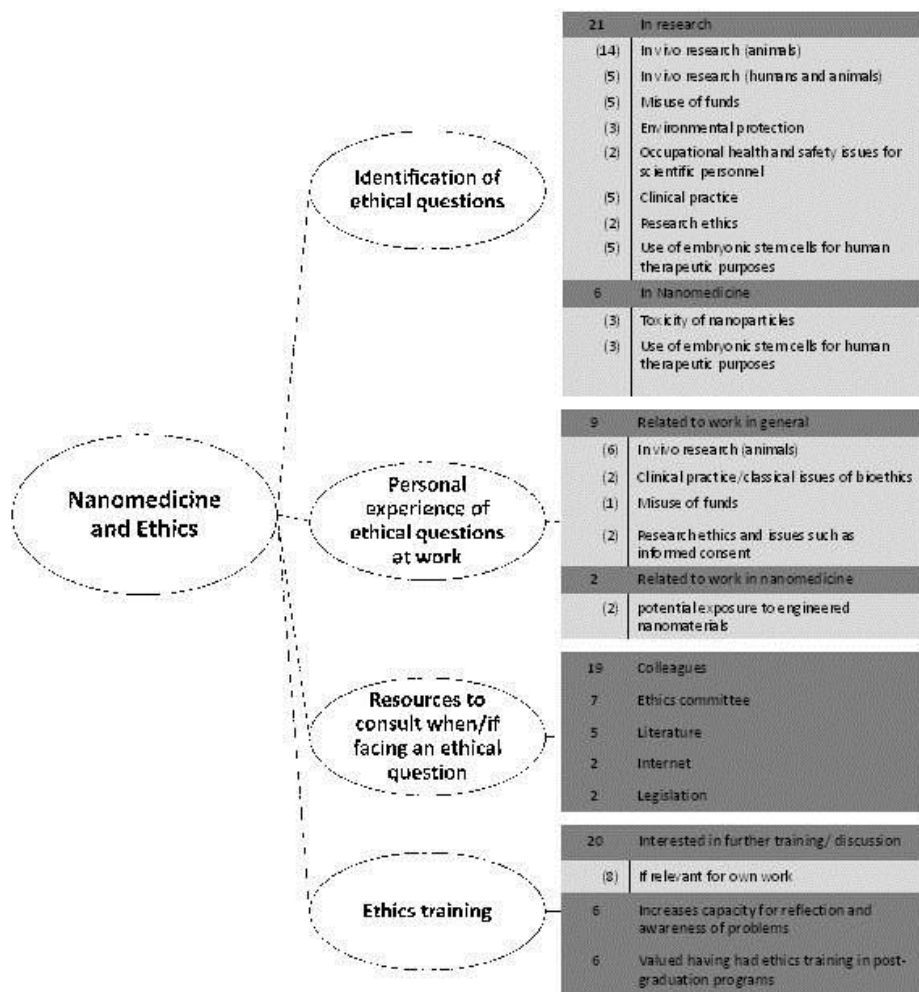 Nanomedicine
and Ethics
Identification of
ethical questions
21 In research
(14) In vivo research (animals)
(5) In vivo research (humans and animals)
(5) Misuse of funds
(3) Environmental protection
(2) Occupational health and safety issues for
scientific personnel
(5) Clinical practice
(2) Research ethics
(5) Use of embryonic stem cells for human
therapeutic purposes
6 In Nanomedicine
(3) Toxicity of nanoparticles
(3) Use of embryonic stem cells for human
therapeutic purposes
Personal
experience of
ethical questions
at work
9 Related to work in general
(6) In vivo research (animals)
(2) Clinical practice/classical issues of bioethics
(1) Misuse of funds
(2) Research ethics and issues such as
informed consent
2 Related to work in nanomedicine
(2) potential exposure to engineered
nanomaterials
Resources to
consult when/if
facing an ethical
question
19 Colleagues
7 Ethics committee
5 Literature
2 Internet
2 Legislation
Ethics training
20 Interested in further training/ discussion
(8) If relevant for own work
6 Increases capacity for reflection and
awareness of problems
6 Valued having had ethics training in post-
graduation programs